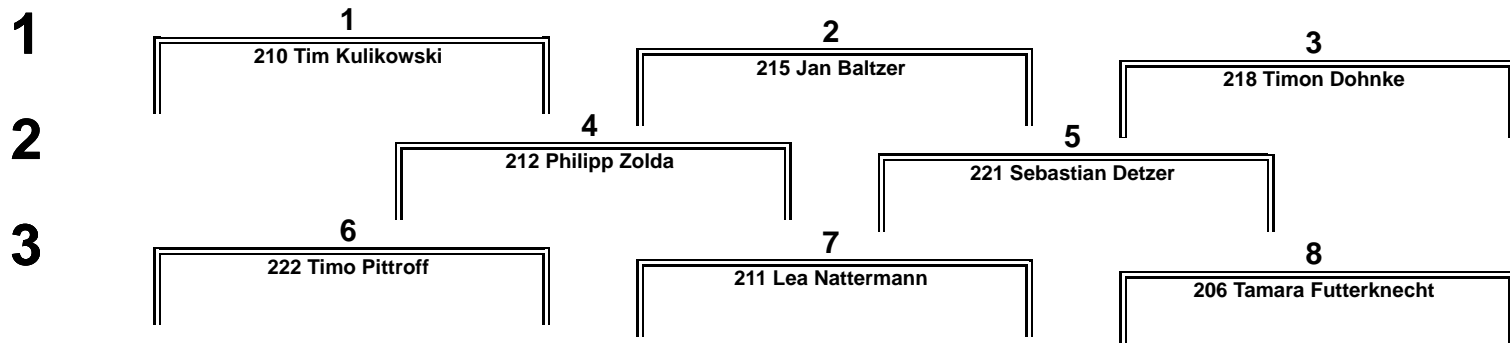 1
1
210 Tim Kulikowski
2
215 Jan Baltzer
3
218 Timon Dohnke
2
4
212 Philipp Zolda
5
221 Sebastian Detzer
3
6
222 Timo Pittroff
7
211 Lea Nattermann
8
206 Tamara Futterknecht